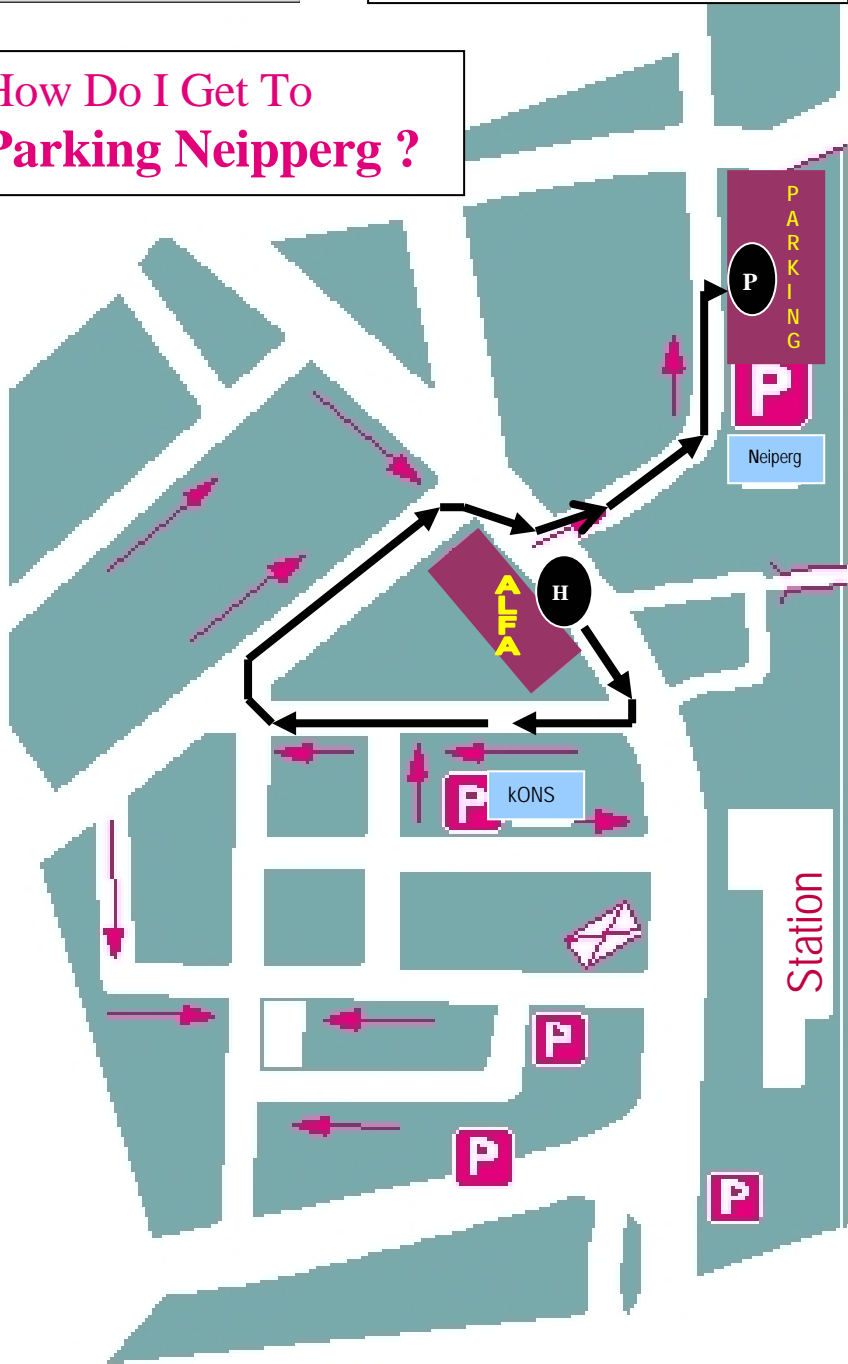 How Do I Get To
Parking Neipperg ?
PARKING
P
P
Neiperg
ALFA
H
P
kONS
Station
P
P
P